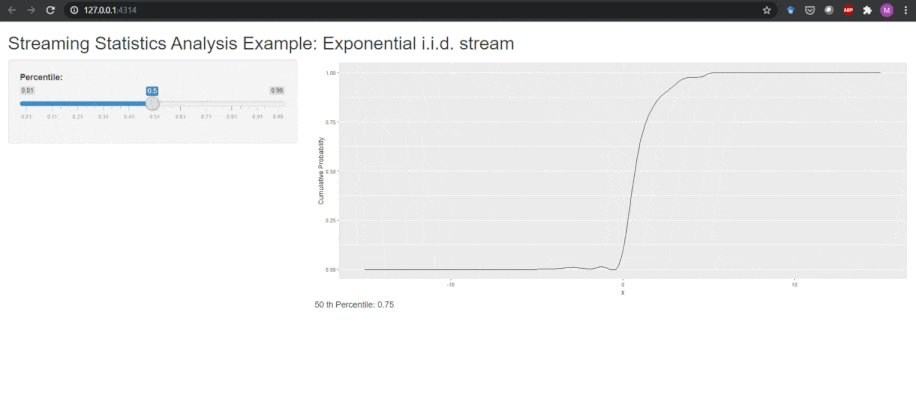 127.0.0.1:4314
ABP
M
Streaming Statistics Analysis Example: Exponential i.i.d. stream
Percentile:
0.01 0.5 0.99
0.01 0.11 0.21 0.31 0.41 0.51 0.61 0.71 0.81 0.91 0.99
1.00
0.75
0.50
0.25
0.00
Cumulative Probability
-10 0 10
x
50 th Percentile: 0.75